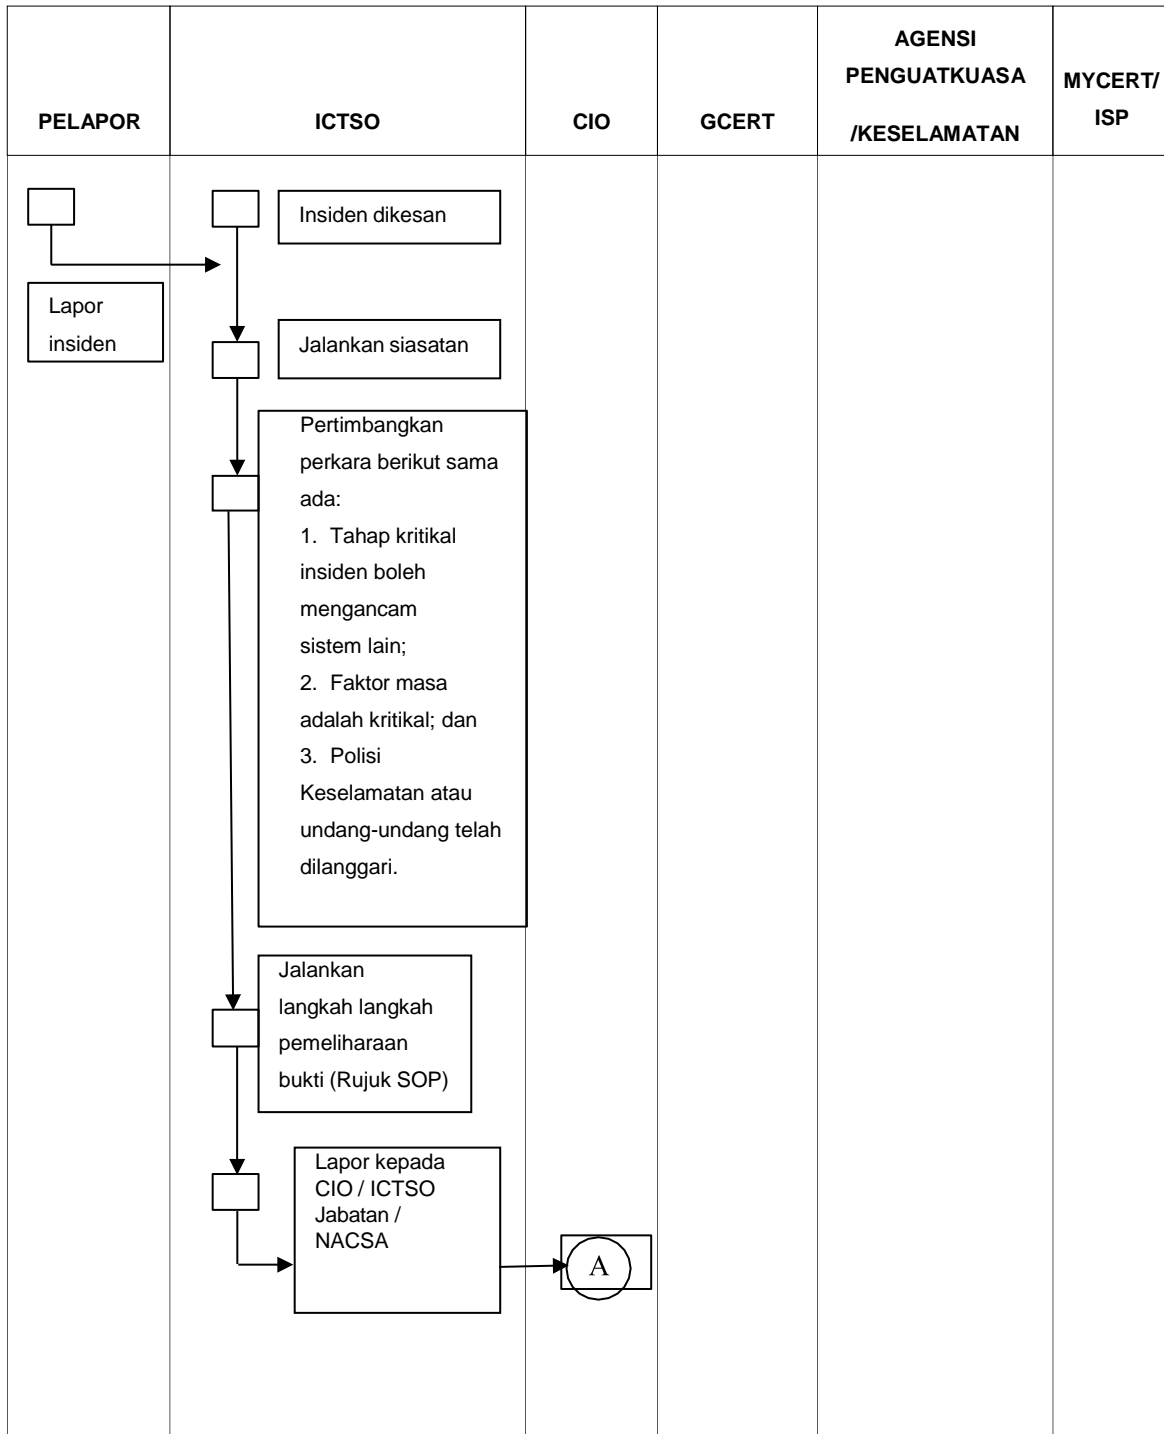 PELAPOR
ICTSO
CIO
GCERT
AGENSI
PENGUATKUASA
/KESELAMATAN
MYCERT/
ISP
Lapor
insiden
Insiden dikesan
Jalankan siasatan
Pertimbangkan
perkara berikut sama
ada:
1. Tahap kritikal
insiden boleh
mengancam
sistem lain;
2. Faktor masa
adalah kritikal; dan
3. Polisi
Keselamatan atau
undang-undang telah
dilanggari.
Jalankan
langkah langkah
pemeliharaan
bukti (Rujuk SOP)
Lapor kepada
CIO / ICTSO
Jabatan /
NACSA
A